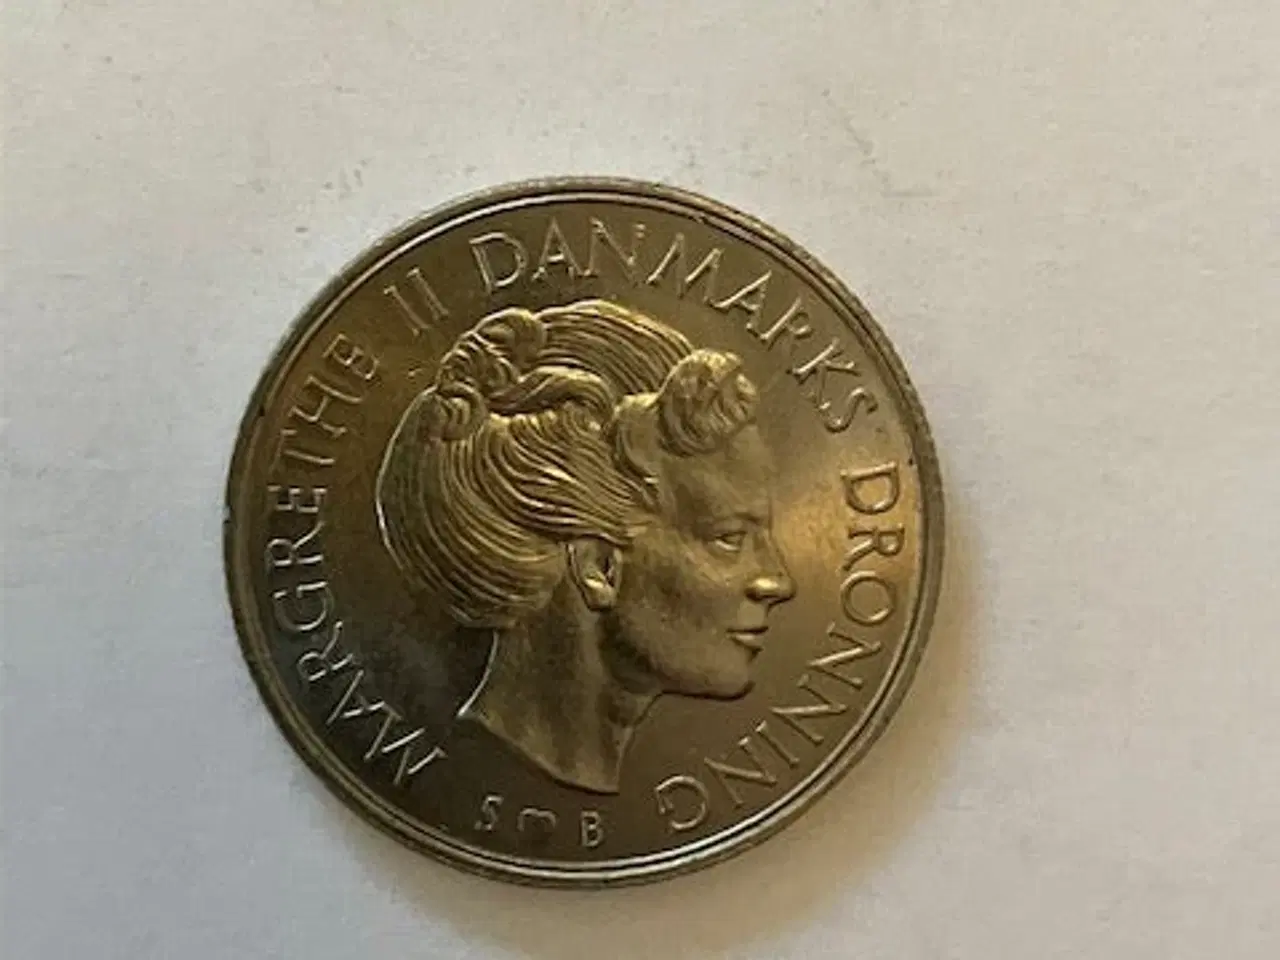 MARGRETHE II DANMARKS DRONNING
S ♥ B